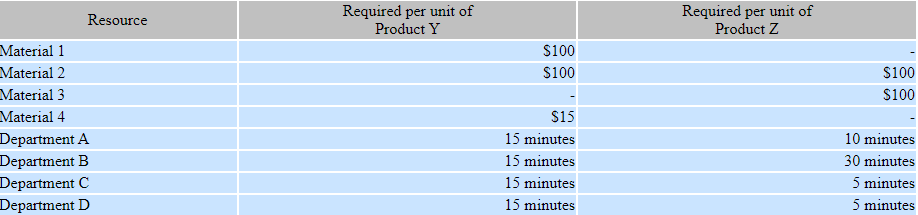 Resource Required per unit of Product Y Required per unit of Product Z
Material 1 $100 -
Material 2 $100 $100
Material 3 - $100
Material 4 $15 -
Department A 15 minutes 10 minutes
Department B 15 minutes 30 minutes
Department C 15 minutes 5 minutes
Department D 15 minutes 5 minutes